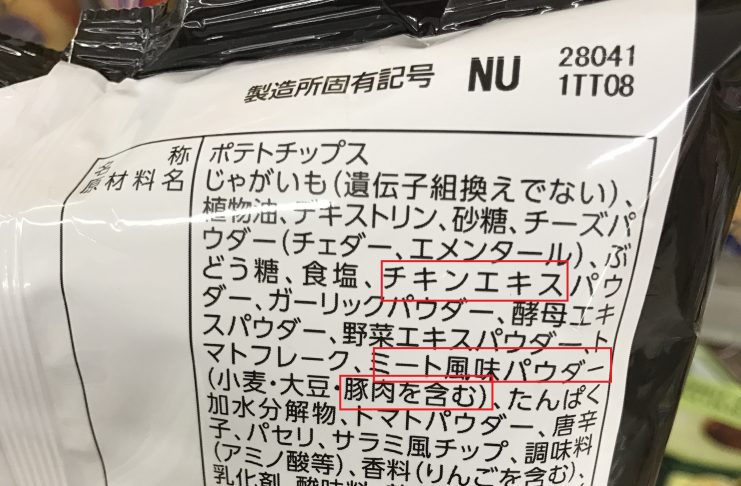 製造所固有記号 NU 28041
1TT08
名 称 ポテトチップス
原材料名 じゃがいも(遺伝子組換えでない)、
植物油、デキストリン、砂糖、チーズパ
ウダー(チェダー、エメンタール)、ぶ
どう糖、食塩、チキンエキスパウ
ダー、ガーリックパウダー、酵母エキ
スパウダー、野菜エキスパウダー、ト
マトフレーク、ミート風味パウダー
(小麦・大豆・豚肉を含む)、たんぱく
加水分解物、トマトパウダー、唐辛
子、パセリ、サラミ風チップ、調味料
(アミノ酸等)、香料(りんごを含む)、
乳化剤、酸味料